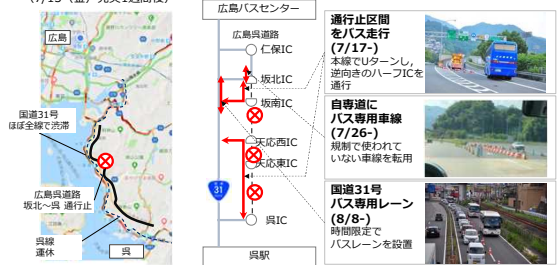 広島
国道31号
ほぼ全線で渋滞
広島呉道路
坂北～呉 通行止
呉線
運休
呉
広島バスセンター
広島呉道路
仁保IC
坂北IC
坂南IC
天応西IC
天応東IC
31
呉IC
呉駅
通行止区間
をバス走行
(7/17-)
本線でUターンし,
逆向きのハーフICを
通行
自専道に
バス専用車線
(7/26-)
規制で使われて
いない車線を転用
国道31号
バス専用レーン
(8/8-)
時間限定で
バスレーンを設置